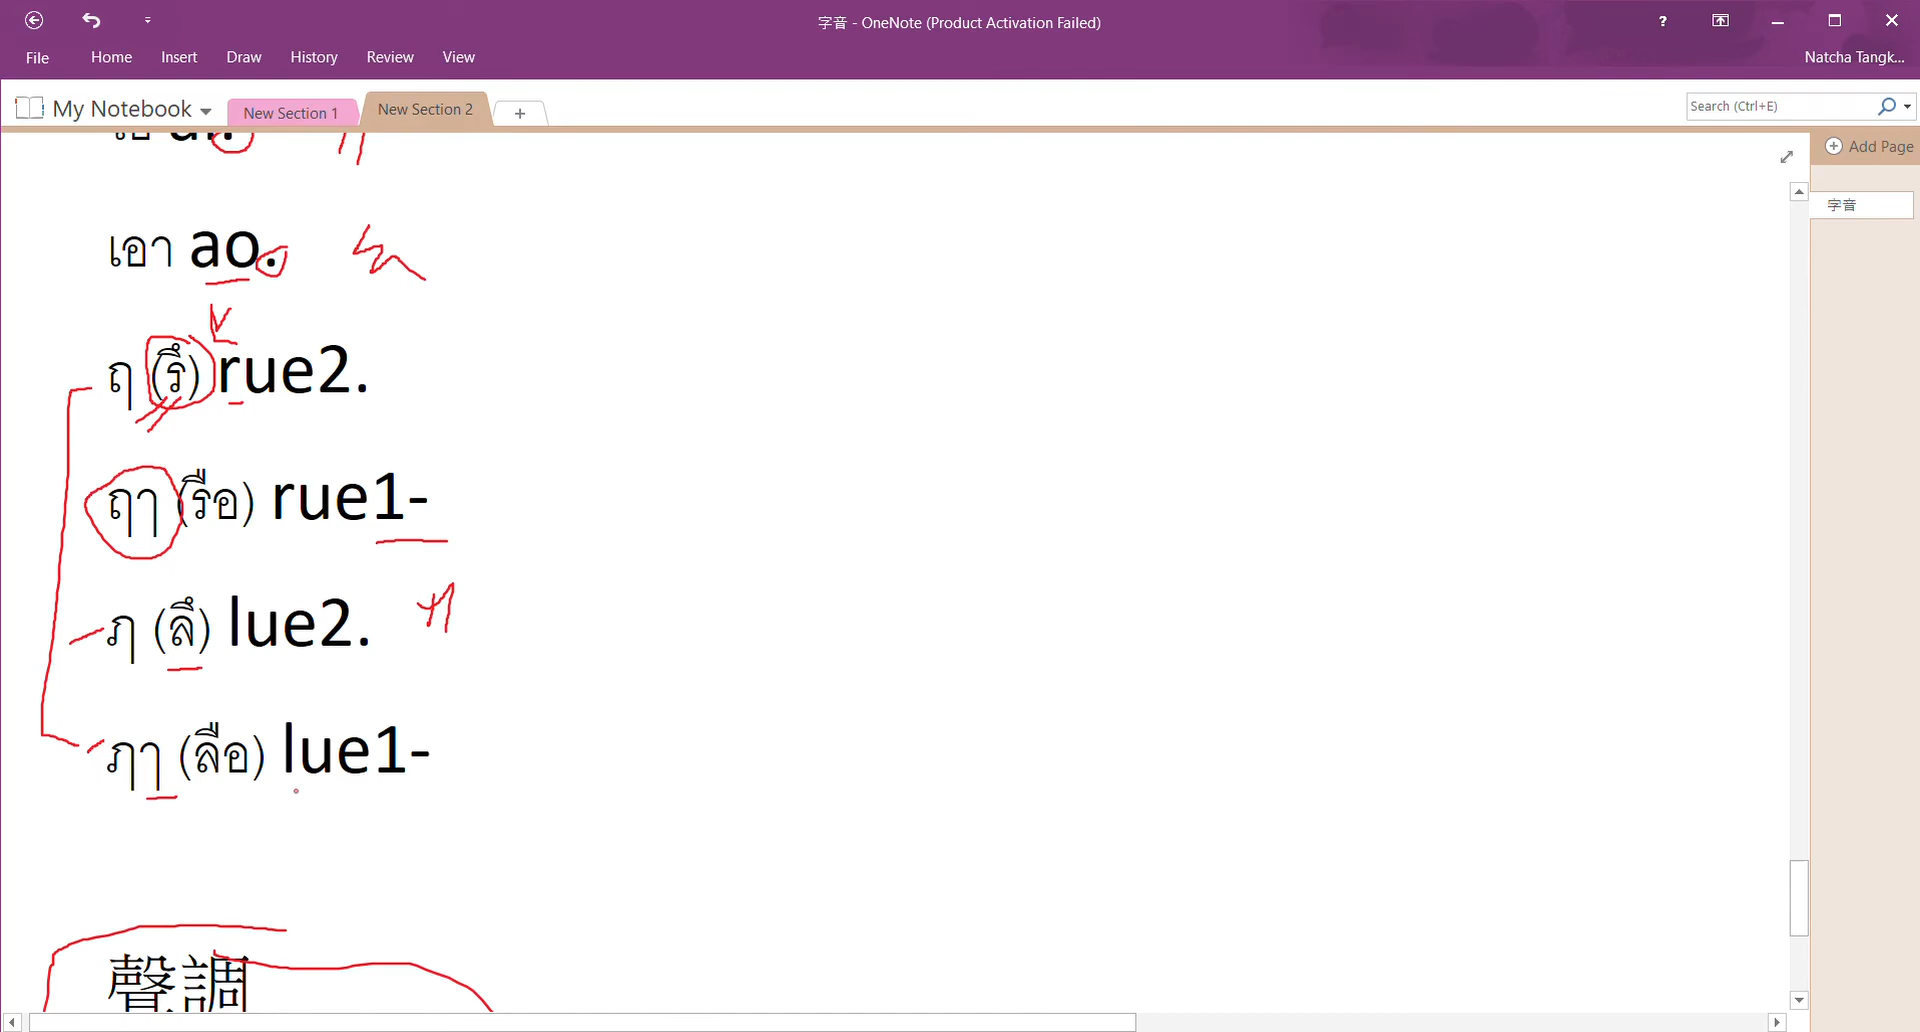 字音 - OneNote (Product Activation Failed)
?
File Home Insert Draw History Review View
Natcha Tangk...
My Notebook
New Section 1
New Section 2
+
Search (Ctrl+E)
Add Page
字音
เอา ao.
ฤ (รึ) rue2.
ฤๅ (รือ) rue1-
ฦ (ลึ) lue2.
ฦๅ (ลือ) lue1-
聲調